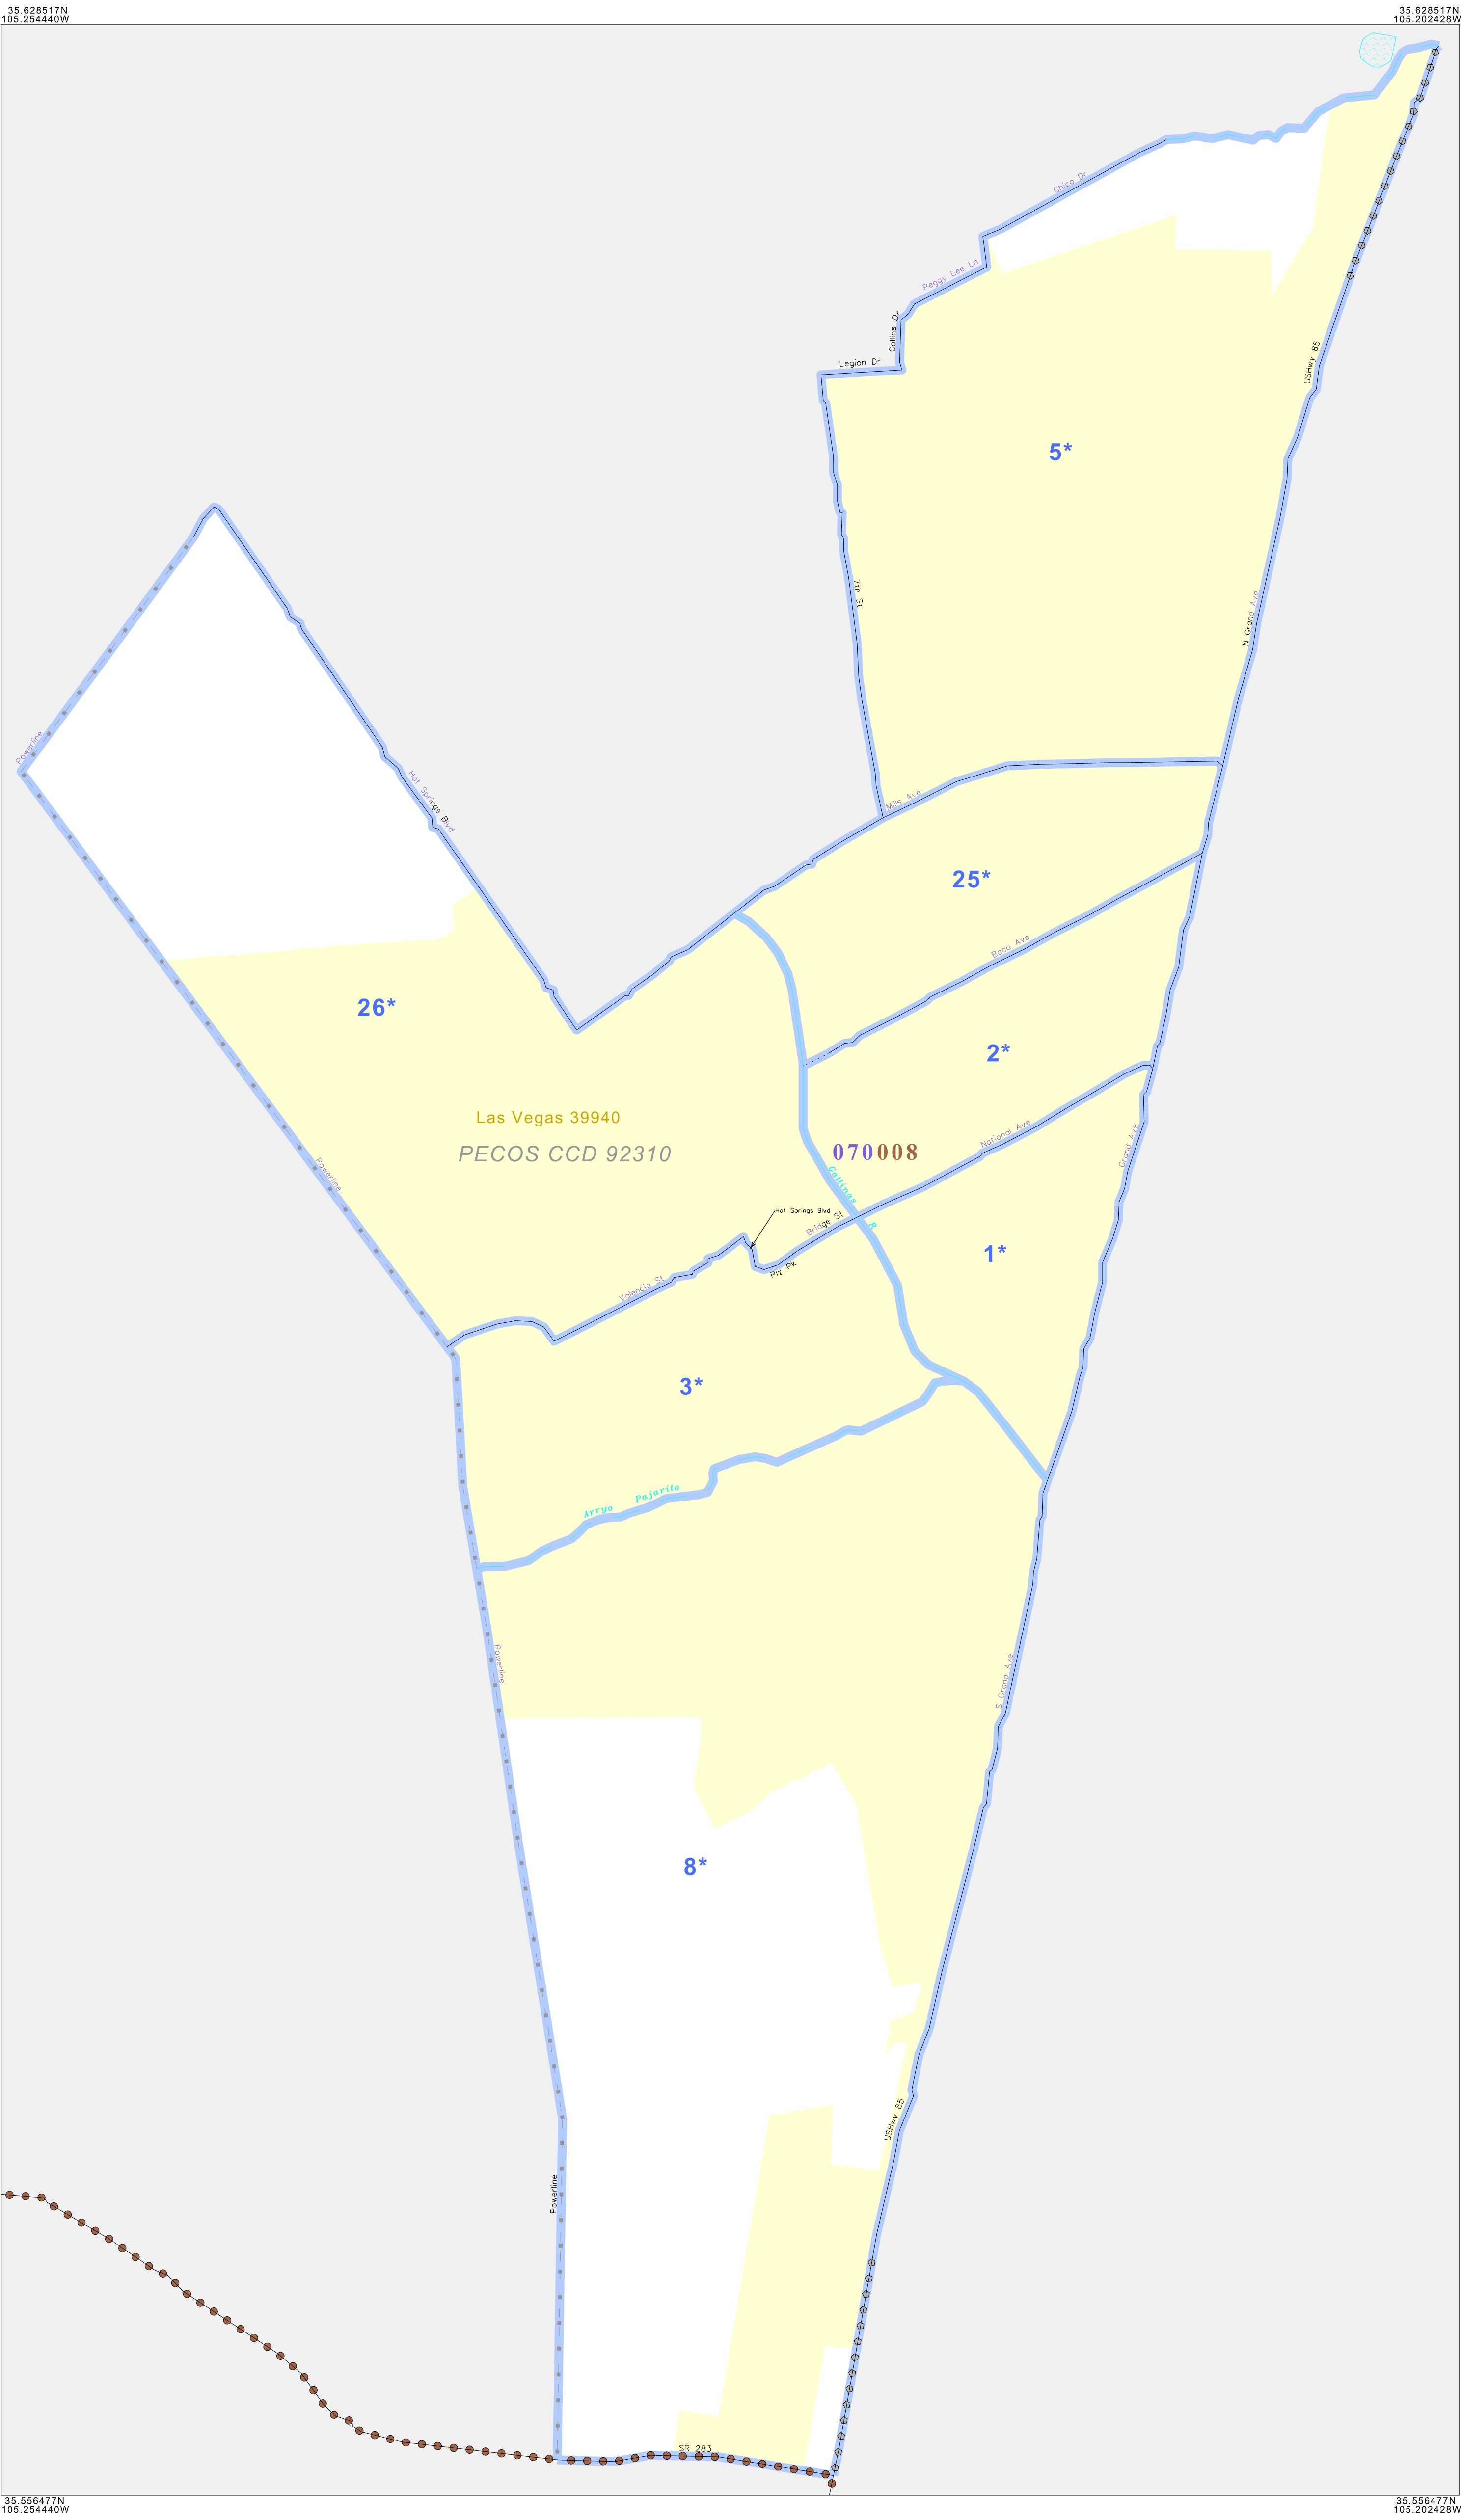 35.628517N
105.254440W
35.628517N
105.202428W
Chico Dr
Peggy Lee Ln
Collins Dr
Legion Dr
USHwy 85
5*
7th St
N Grand Ave
Powerline
Hot Springs Blvd
Mills Ave
25*
Baca Ave
26*
2*
Las Vegas 39940
PECOS CCD 92310
070008
National Ave
Grand Ave
Powerline
Gallinas R
Hot Springs Blvd
Bridge St
1*
Plz Pk
Valencia St
3*
Arryo Pajarito
Powerline
S Grand Ave
8*
USHwy 85
Powerline
SR 283
35.556477N
105.254440W
35.556477N
105.202428W